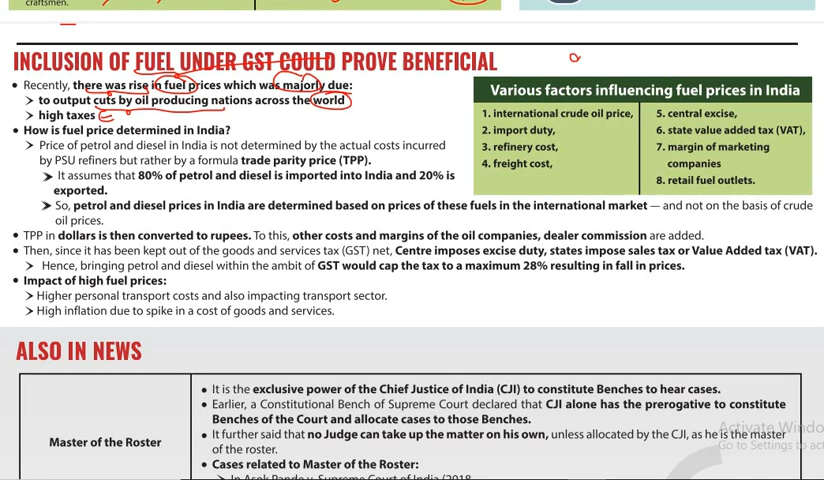 craftsmen.
INCLUSION OF FUEL UNDER GST COULD PROVE BENEFICIAL
• Recently, there was rise in fuel prices which was majorly due:
➤ to output cuts by oil producing nations across the world
➤ high taxes
• How is fuel price determined in India?
➤ Price of petrol and diesel in India is not determined by the actual costs incurred
by PSU refiners but rather by a formula trade parity price (TPP).
➤ It assumes that 80% of petrol and diesel is imported into India and 20% is
exported.
➤ So, petrol and diesel prices in India are determined based on prices of these fuels in the international market — and not on the basis of crude
oil prices.
Various factors influencing fuel prices in India
1. international crude oil price,
2. import duty,
3. refinery cost,
4. freight cost,
5. central excise,
6. state value added tax (VAT),
7. margin of marketing
companies
8. retail fuel outlets.
• TPP in dollars is then converted to rupees. To this, other costs and margins of the oil companies, dealer commission are added.
• Then, since it has been kept out of the goods and services tax (GST) net, Centre imposes excise duty, states impose sales tax or Value Added tax (VAT).
➤ Hence, bringing petrol and diesel within the ambit of GST would cap the tax to a maximum 28% resulting in fall in prices.
• Impact of high fuel prices:
➤ Higher personal transport costs and also impacting transport sector.
➤ High inflation due to spike in a cost of goods and services.
ALSO IN NEWS
Master of the Roster
• It is the exclusive power of the Chief Justice of India (CJI) to constitute Benches to hear cases.
• Earlier, a Constitutional Bench of Supreme Court declared that CJI alone has the prerogative to constitute
Benches of the Court and allocate cases to those Benches.
• It further said that no Judge can take up the matter on his own, unless allocated by the CJI, as he is the master
of the roster.
• Cases related to Master of the Roster:
➤ In Asok Pande v. Supreme Court of India (2018
Activate Windo
Go to Settings to act